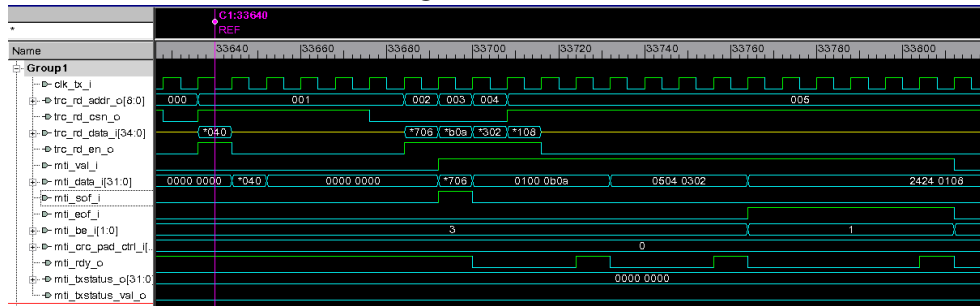 C1:33640
*
REF
Name
33640 33660 33680 33700 33720 33740 33760 33780 33800
Group1
clk_tx_i
trc_rd_addr_o[8:0] 000 001 002 003 004 005
trc_rd_csn_o
trc_rd_data_i[34:0] *040 *706 *b0a *302 *108
trc_rd_en_o
mti_val_i
mti_data_i[31:0] 0000 0000 *040 0000 0000 *706 0100 0b0a 0504 0302 2424 0108
mti_sof_i
mti_eof_i
mti_be_i[1:0] 3 1
mti_crc_pad_ctrl_i[.. 0
mti_rdy_o
mti_txstatus_o[31:0] 0000 0000
mti_txstatus_val_o